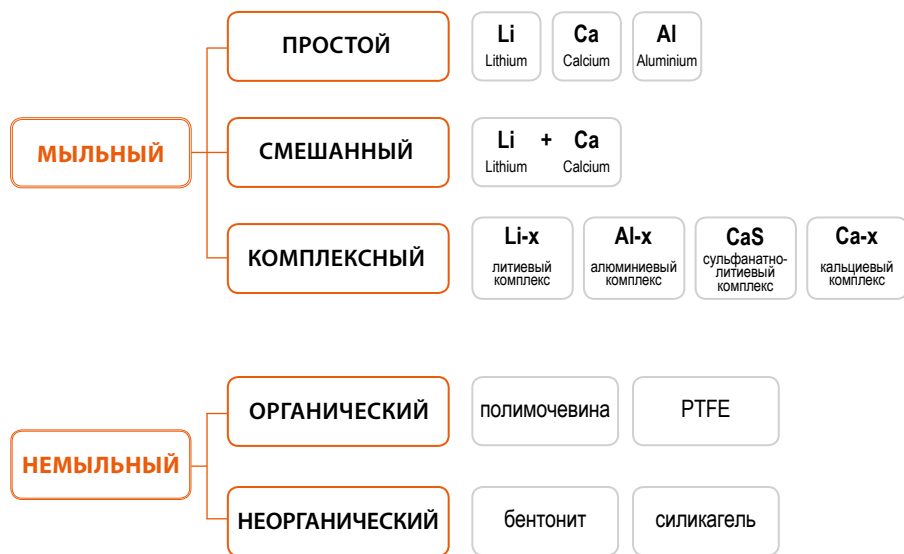 ПРОСТОЙ
Li
Lithium
Ca
Calcium
Al
Aluminium
МЫЛЬНЫЙ
СМЕШАННЫЙ
Li + Ca
Lithium Calcium
КОМПЛЕКСНЫЙ
Li-x
литиевый
комплекс
Al-x
алюминиевый
комплекс
CaS
сульфанатно-
литиевый
комплекс
Ca-x
кальциевый
комплекс
ОРГАНИЧЕСКИЙ
полимочевина
PTFE
НЕМЫЛЬНЫЙ
НЕОРГАНИЧЕСКИЙ
бентонит
силикагель